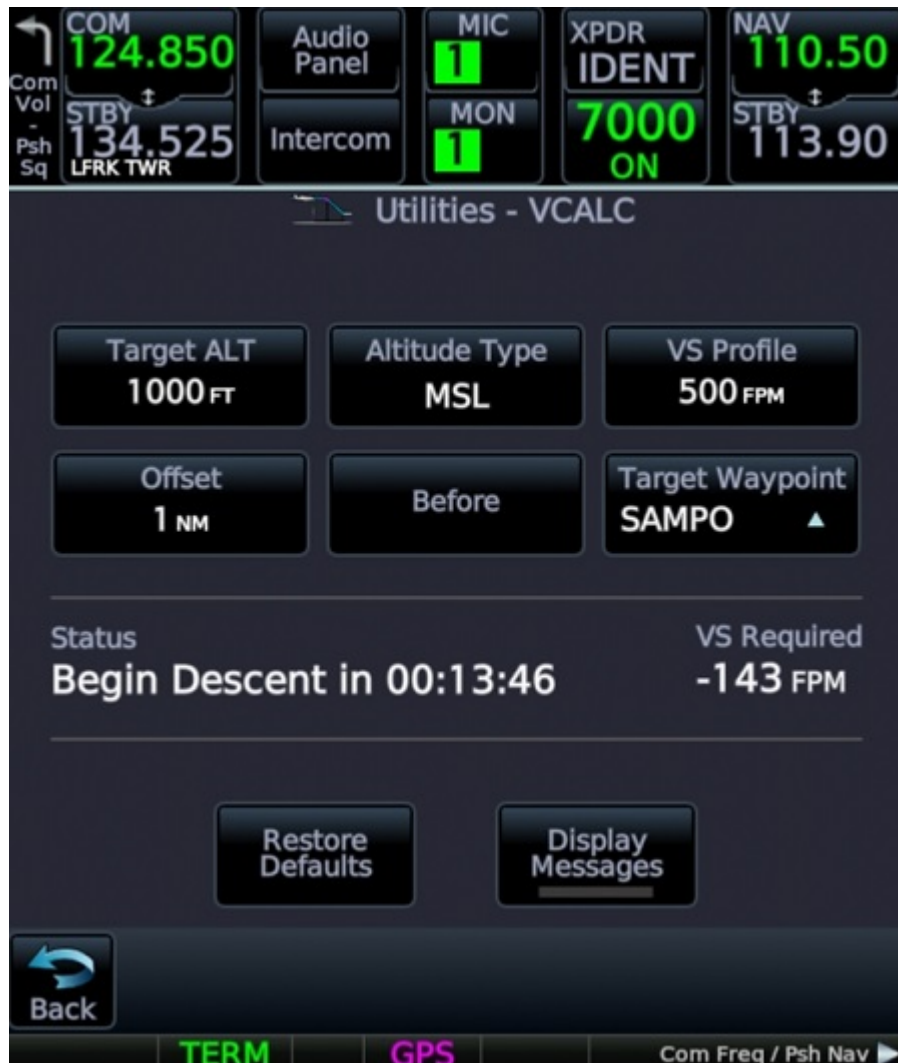 COM
124.850
STBY
134.525
LFRK TWR
Com
Vol
-
Psh
Sq
Audio
Panel
Intercom
MIC
1
MON
1
XPDR
IDENT
7000
ON
NAV
110.50
STBY
113.90
Utilities - VCALC
Target ALT
1000 FT
Altitude Type
MSL
VS Profile
500 FPM
Offset
1 NM
Before
Target Waypoint
SAMPO
Status
Begin Descent in 00:13:46
VS Required
-143 FPM
Restore
Defaults
Display
Messages
Back
TERM
GPS
Com Freq / Psh Nav